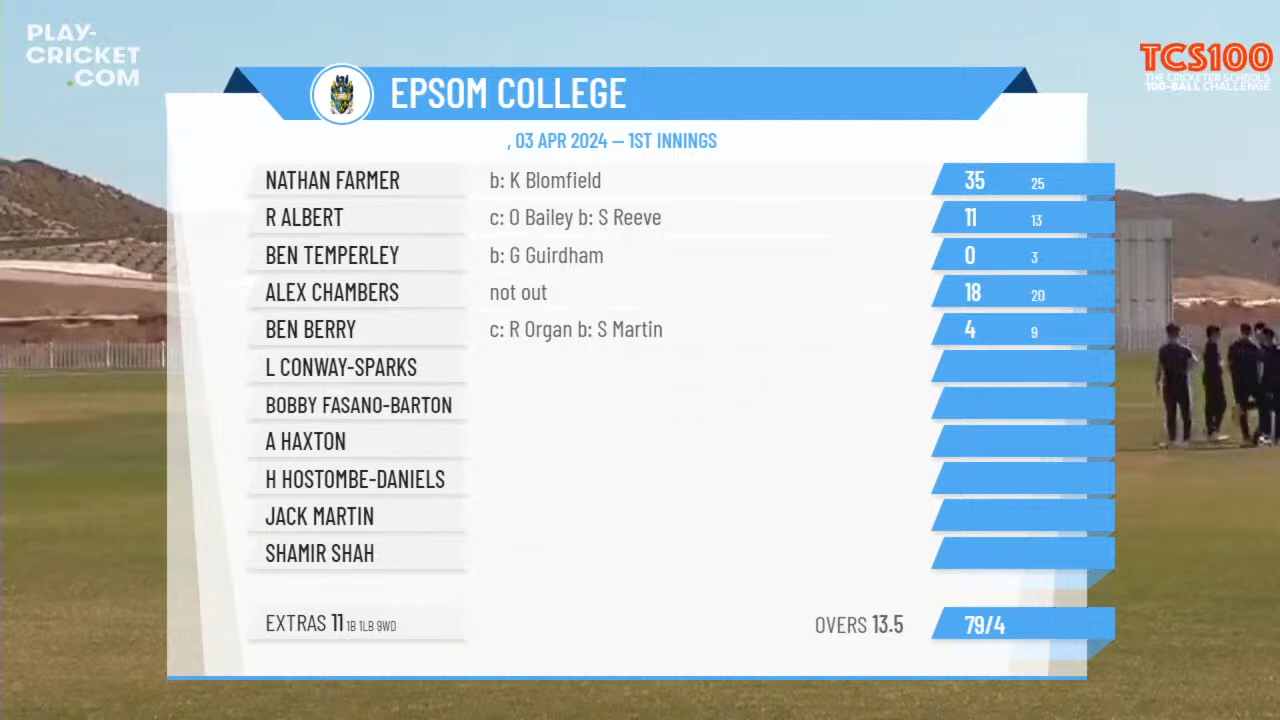 PLAY-
CRICKET
.COM
TCS100
THE CRICKETER SCHOOLS
100-BALL CHALLENGE
EPSOM COLLEGE
, 03 APR 2024 – 1ST INNINGS
NATHAN FARMER b: K Blomfield 35 25
R ALBERT c: O Bailey b: S Reeve 11 13
BEN TEMPERLEY b: G Guirdham 0 3
ALEX CHAMBERS not out 18 20
BEN BERRY c: R Organ b: S Martin 4 9
L CONWAY-SPARKS
BOBBY FASANO-BARTON
A HAXTON
H HOSTOMBE-DANIELS
JACK MARTIN
SHAMIR SHAH
EXTRAS 11 1B 1LB 9WD OVERS 13.5 79/4